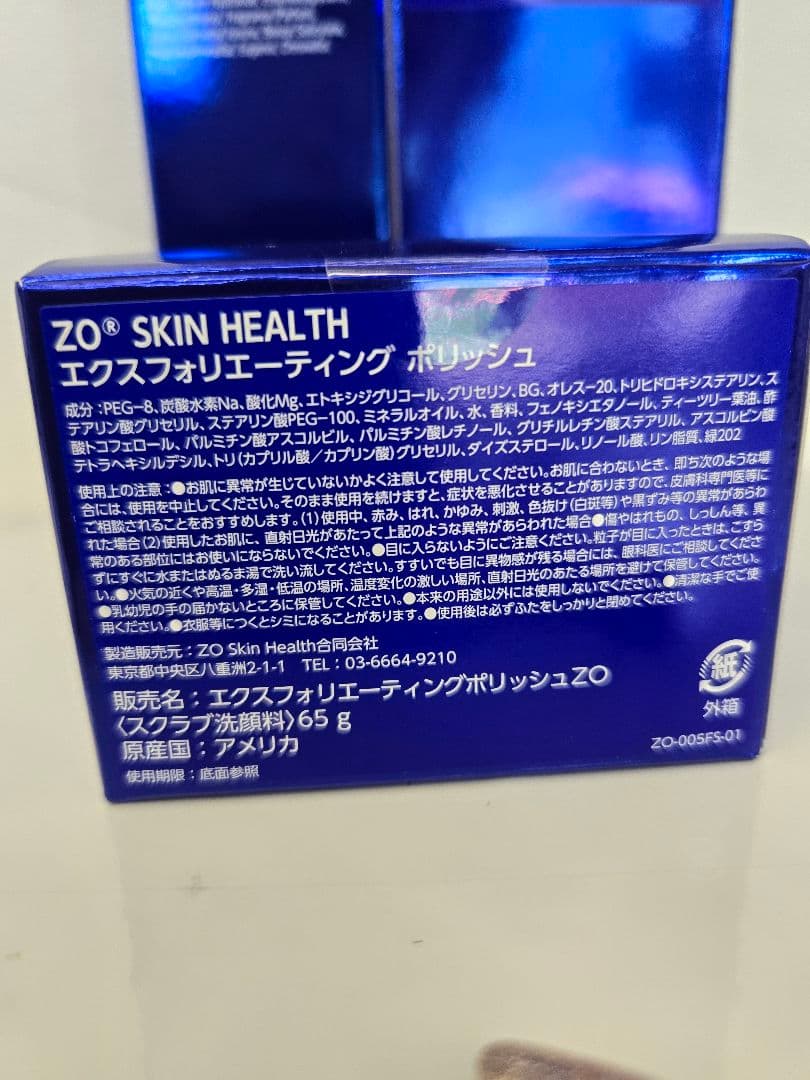 ZO® SKIN HEALTH
エクスフォリエーティング ポリッシュ
成分：PEG-8、炭酸水素Na、酸化Mg、エトキシジグリコール、グリセリン、BG、オレス-20、トリヒドロキシステアリン、ス
テアリン酸グリセリル、ステアリン酸PEG-100、ミネラルオイル、水、香料、フェノキシエタノール、ティーツリー葉油、酢
酸トコフェロール、パルミチン酸アスコルビル、パルミチン酸レチノール、グリチルレチン酸ステアリル、アスコルビン酸
テトラヘキシルデシル、トリ（カプリル酸／カプリン酸）グリセリル、ダイズステロール、リノール酸、リン脂質、緑202
使用上の注意：●お肌に異常が生じていないかよく注意して使用してください。お肌に合わないとき、即ち次のような場
合には、使用を中止してください。そのまま使用を続けますと、症状を悪化させることがありますので、皮膚科専門医等に
ご相談されることをおすすめします。（1）使用中、赤み、はれ、かゆみ、刺激、色抜け（白斑等）や黒ずみ等の異常があらわ
れた場合（2）使用したお肌に、直射日光があたって上記のような異常があらわれた場合●傷やはれもの、しっしん等、異
常のある部位にはお使いにならないでください。●目に入らないようにご注意ください。粒子が目に入ったときは、こすら
ずにすぐに水またはぬるま湯で洗い流してください。すすいでも目に異物感が残る場合には、眼科医にご相談してくださ
い。●火気の近くや高温・多湿・低温の場所、温度変化の激しい場所、直射日光のあたる場所を避けて保管してください。
●乳幼児の手の届かないところに保管してください。●本来の用途以外には使用しないでください。●清潔な手でご使
用ください。●衣服等につくとシミになることがあります。●使用後は必ずふたをしっかりと閉めてください。
製造販売元：ZO Skin Health合同会社
東京都中央区八重洲2-1-1 TEL：03-6664-9210
販売名：エクスフォリエーティングポリッシュZO
〈スクラブ洗顔料〉65 g
原産国：アメリカ
使用期限：底面参照
紙
外箱
ZO-005FS-01